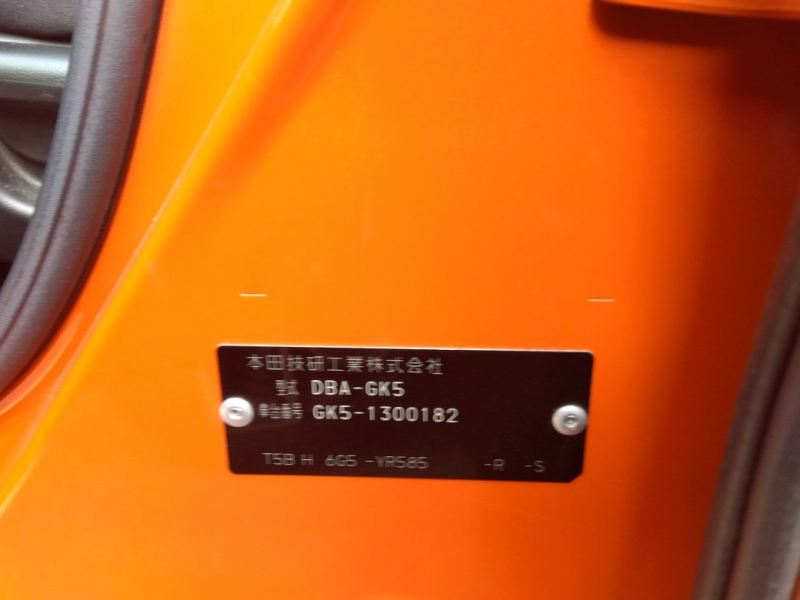 本田技研工業株式会社
型式 DBA-GK5
車台番号 GK5-1300182
T5B H 6G5 -YR585 -R -S